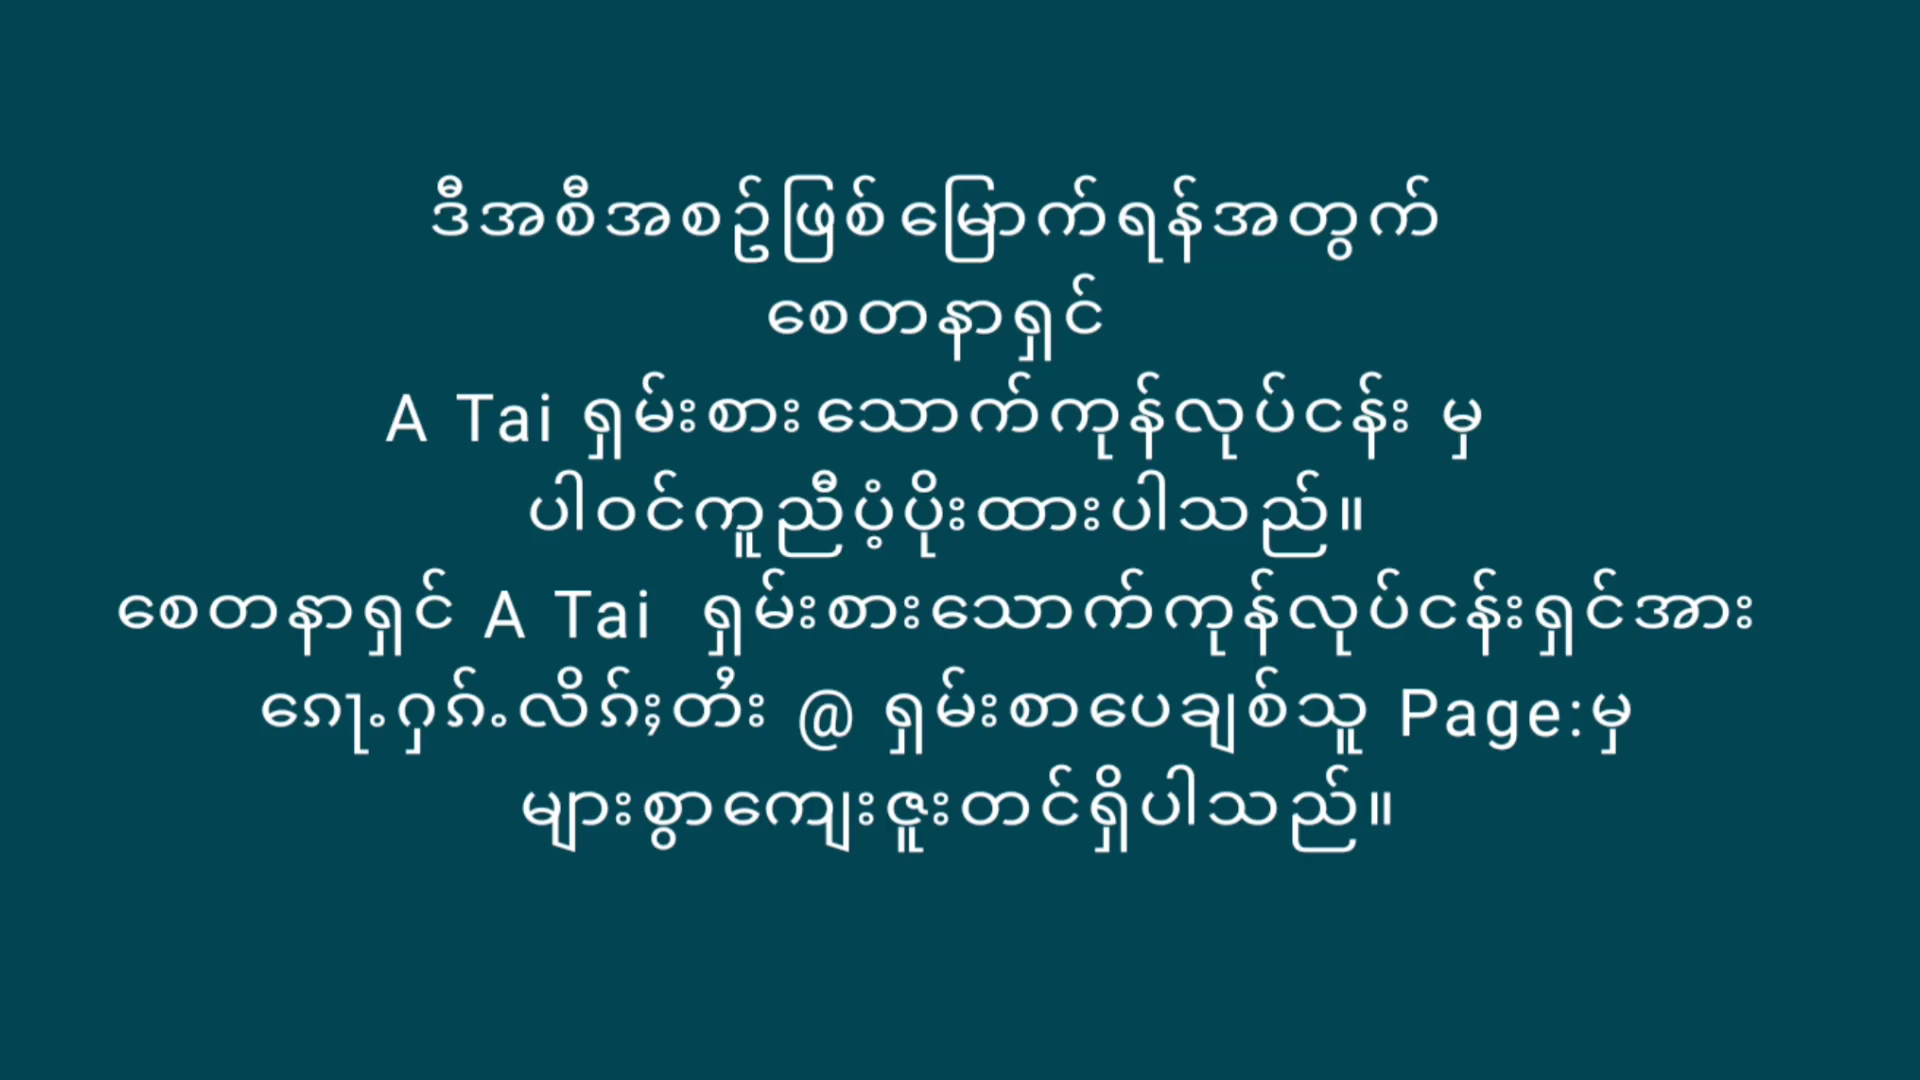 ဒီအစီအစဉ်ဖြစ်မြောက်ရန်အတွက်
စေတနာရှင်
A Tai ရှမ်းစားသောက်ကုန်လုပ်ငန်း မှ
ပါဝင်ကူညီပံ့ပိုးထားပါသည်။
စေတနာရှင် A Tai ရှမ်းစားသောက်ကုန်လုပ်ငန်းရှင်အား
ၵေႃႉႁၵ်ႉလိၵ်ႈတႆး @ ရှမ်းစာပေချစ်သူ Page:မှ
များစွာကျေးဇူးတင်ရှိပါသည်။